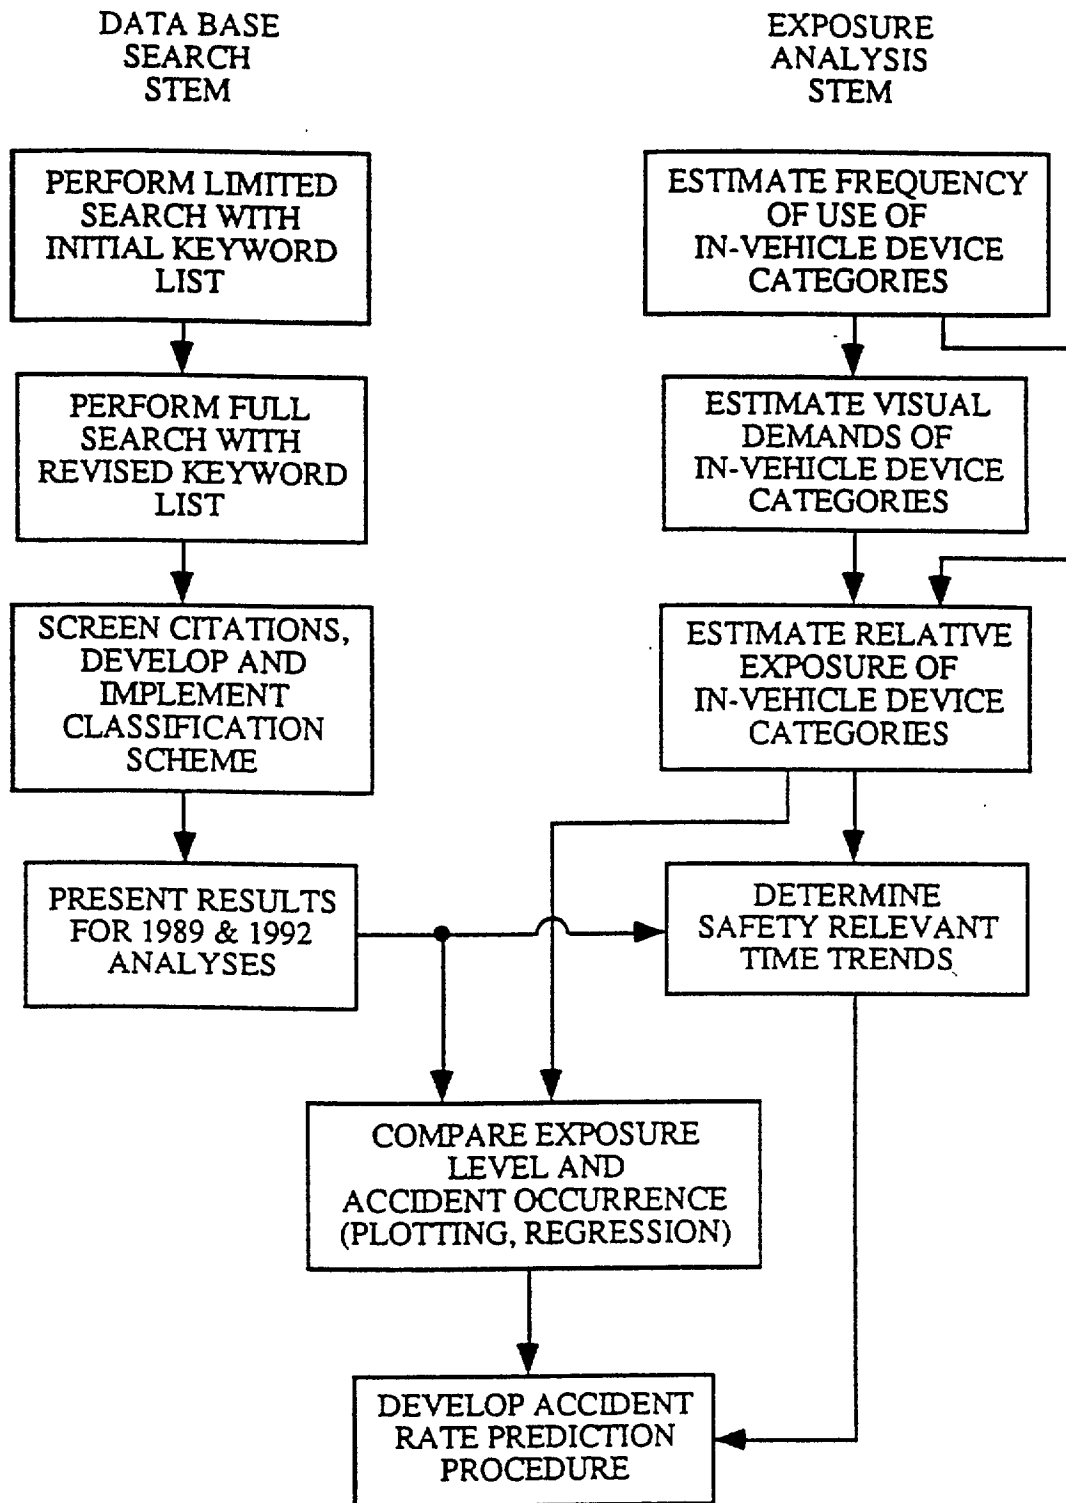 DATA BASE
SEARCH
STEM
PERFORM LIMITED
SEARCH WITH
INITIAL KEYWORD
LIST
PERFORM FULL
SEARCH WITH
REVISED KEYWORD
LIST
SCREEN CITATIONS,
DEVELOP AND
IMPLEMENT
CLASSIFICATION
SCHEME
PRESENT RESULTS
FOR 1989 & 1992
ANALYSES
EXPOSURE
ANALYSIS
STEM
ESTIMATE FREQUENCY
OF USE OF
IN-VEHICLE DEVICE
CATEGORIES
ESTIMATE VISUAL
DEMANDS OF
IN-VEHICLE DEVICE
CATEGORIES
ESTIMATE RELATIVE
EXPOSURE OF
IN-VEHICLE DEVICE
CATEGORIES
DETERMINE
SAFETY RELEVANT
TIME TRENDS
COMPARE EXPOSURE
LEVEL AND
ACCIDENT OCCURRENCE
(PLOTTING, REGRESSION)
DEVELOP ACCIDENT
RATE PREDICTION
PROCEDURE